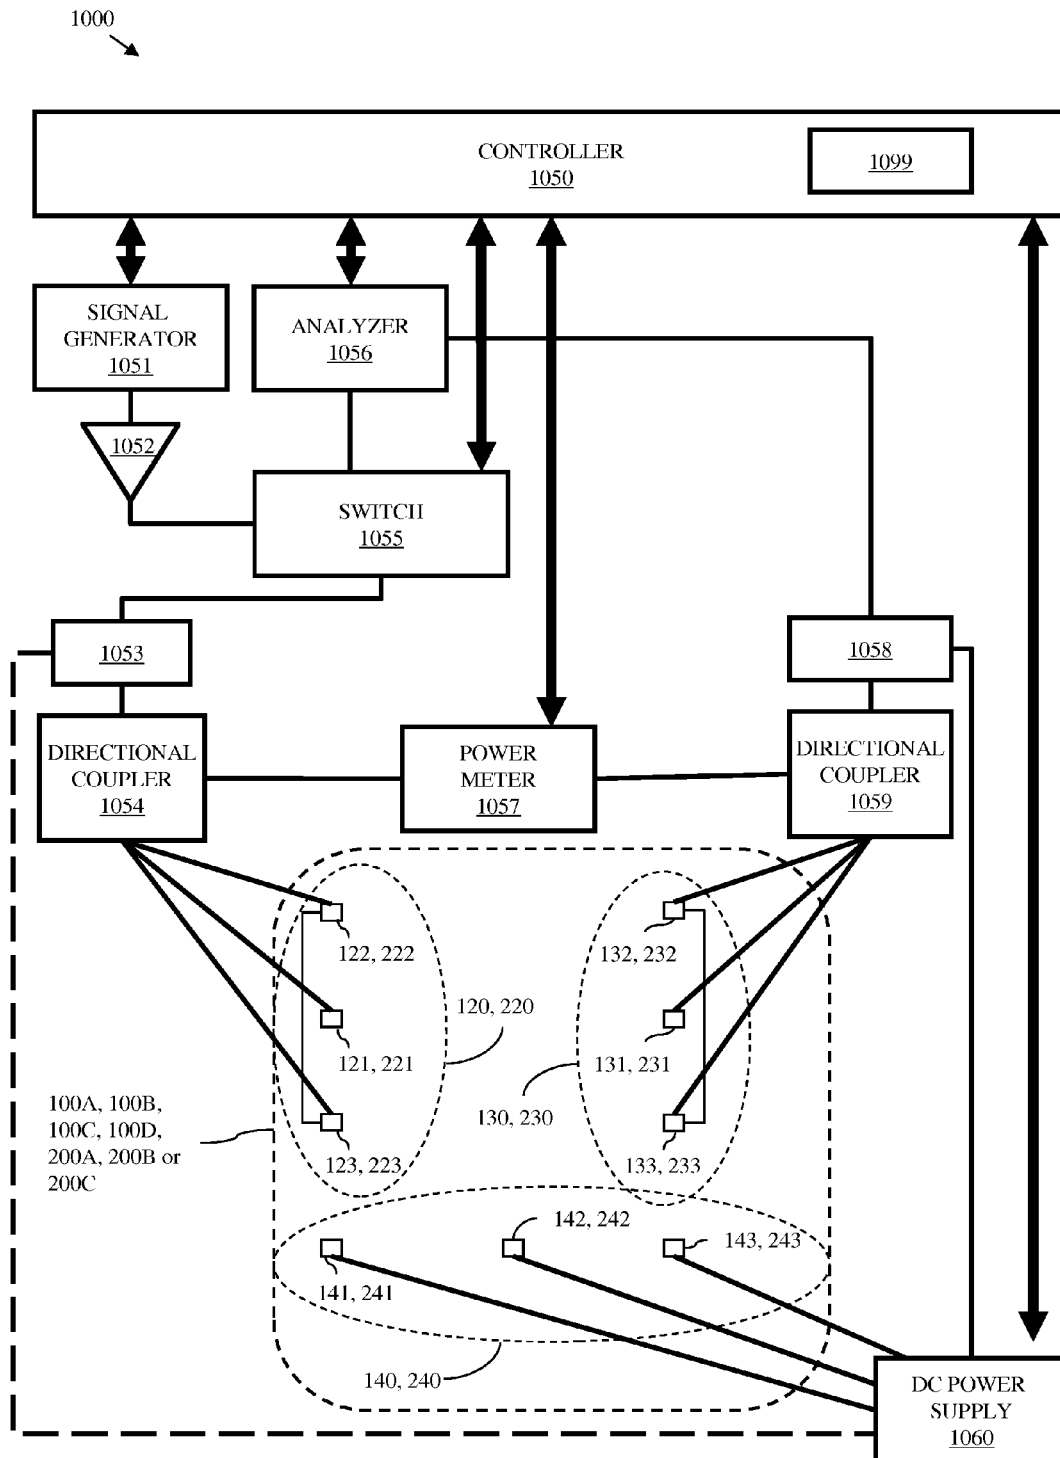 1000
CONTROLLER
1050
1099
SIGNAL
GENERATOR
1051
ANALYZER
1056
1052
SWITCH
1055
1053
1058
DIRECTIONAL
COUPLER
1054
POWER
METER
1057
DIRECTIONAL
COUPLER
1059
122, 222
132, 232
120, 220
121, 221
131, 231
130, 230
100A, 100B,
100C, 100D,
200A, 200B or
200C
123, 223
133, 233
142, 242
143, 243
141, 241
140, 240
DC POWER
SUPPLY
1060